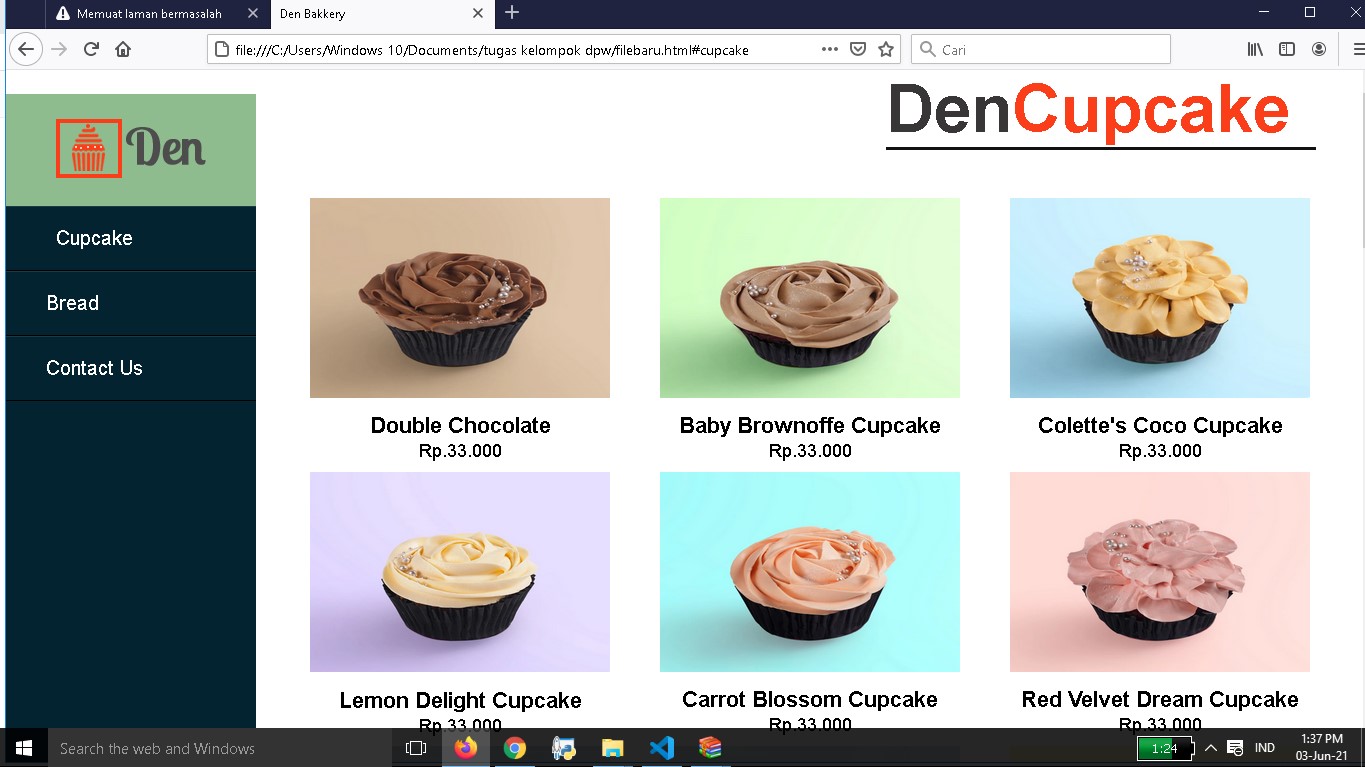 Memuat laman bermasalah
Den Bakkery
file:///C:/Users/Windows 10/Documents/tugas kelompok dpw/filebaru.html#cupcake
Cari
Den
DenCupcake
Cupcake
Bread
Contact Us
Double Chocolate
Rp.33.000
Baby Brownoffe Cupcake
Rp.33.000
Colette's Coco Cupcake
Rp.33.000
Lemon Delight Cupcake
Rp.33.000
Carrot Blossom Cupcake
Rp.33.000
Red Velvet Dream Cupcake
Rp.33.000
Search the web and Windows
1:24
IND
1:37 PM
03-Jun-21